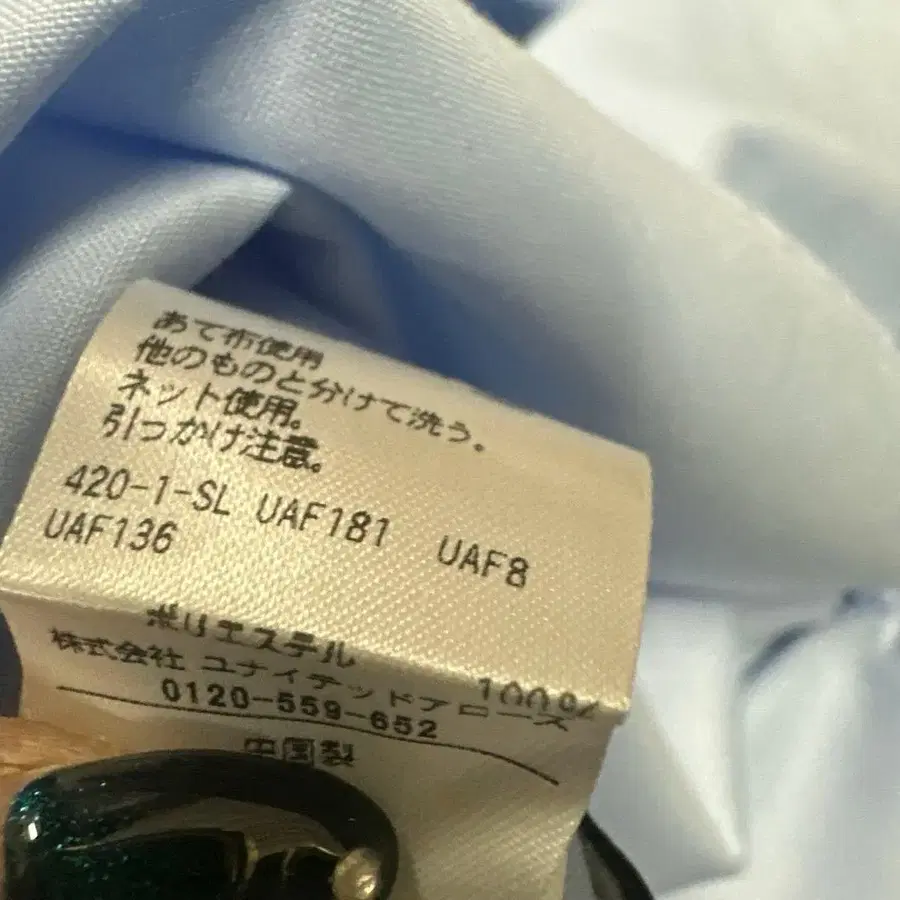 あて布使用
他のものと分けて洗う。
ネット使用。
引っかけ注意。
420-1-SL UAF181 UAF8
UAF136
ポリエステル 100%
株式会社 ユナイテッドアローズ
0120-559-652
中国製